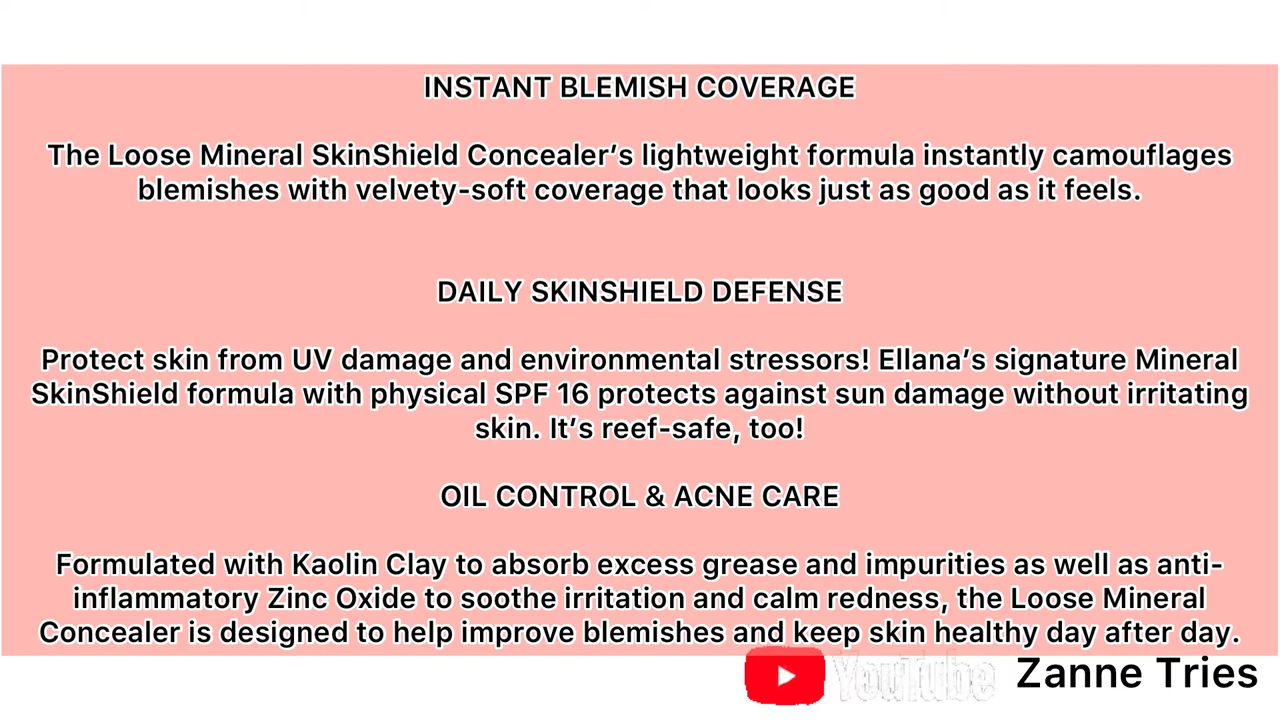 INSTANT BLEMISH COVERAGE
The Loose Mineral SkinShield Concealer’s lightweight formula instantly camouflages
blemishes with velvety-soft coverage that looks just as good as it feels.
DAILY SKINSHIELD DEFENSE
Protect skin from UV damage and environmental stressors! Ellana’s signature Mineral
SkinShield formula with physical SPF 16 protects against sun damage without irritating
skin. It’s reef-safe, too!
OIL CONTROL & ACNE CARE
Formulated with Kaolin Clay to absorb excess grease and impurities as well as anti-
inflammatory Zinc Oxide to soothe irritation and calm redness, the Loose Mineral
Concealer is designed to help improve blemishes and keep skin healthy day after day.
YouTube Zanne Tries